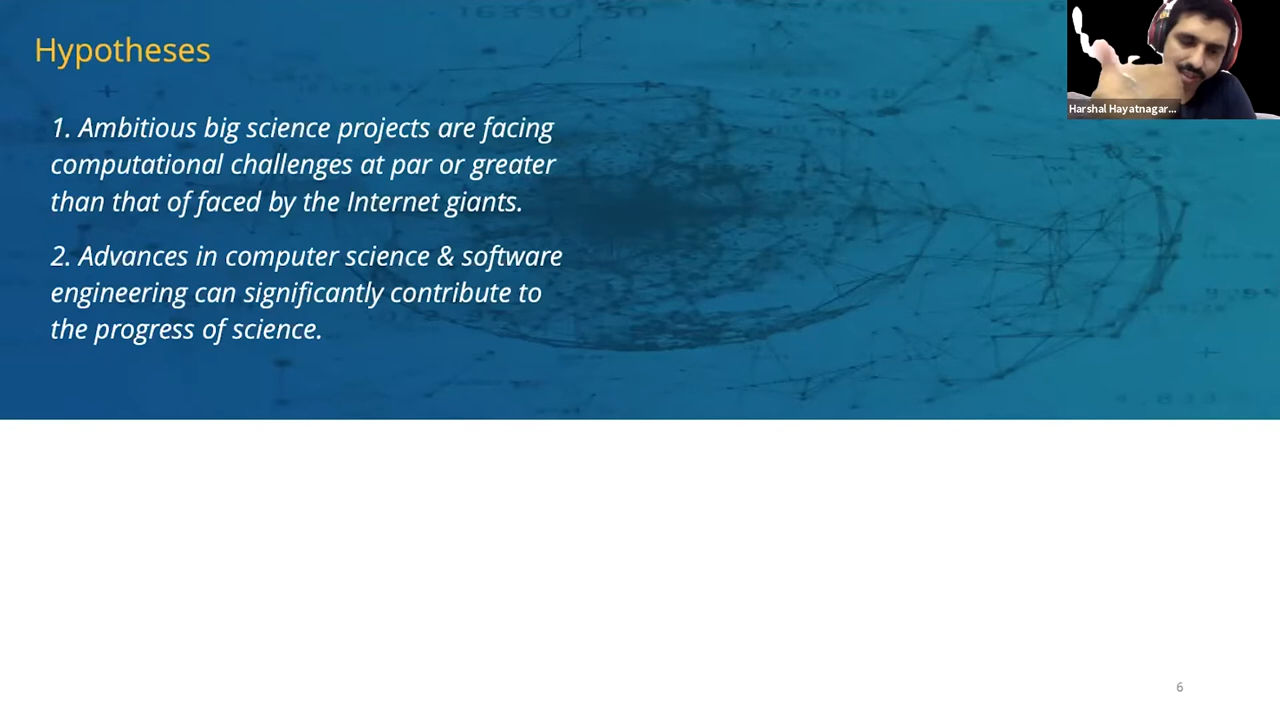 Hypotheses
1. Ambitious big science projects are facing
computational challenges at par or greater
than that of faced by the Internet giants.
2. Advances in computer science & software
engineering can significantly contribute to
the progress of science.
Harshal Hayatnagar...
6